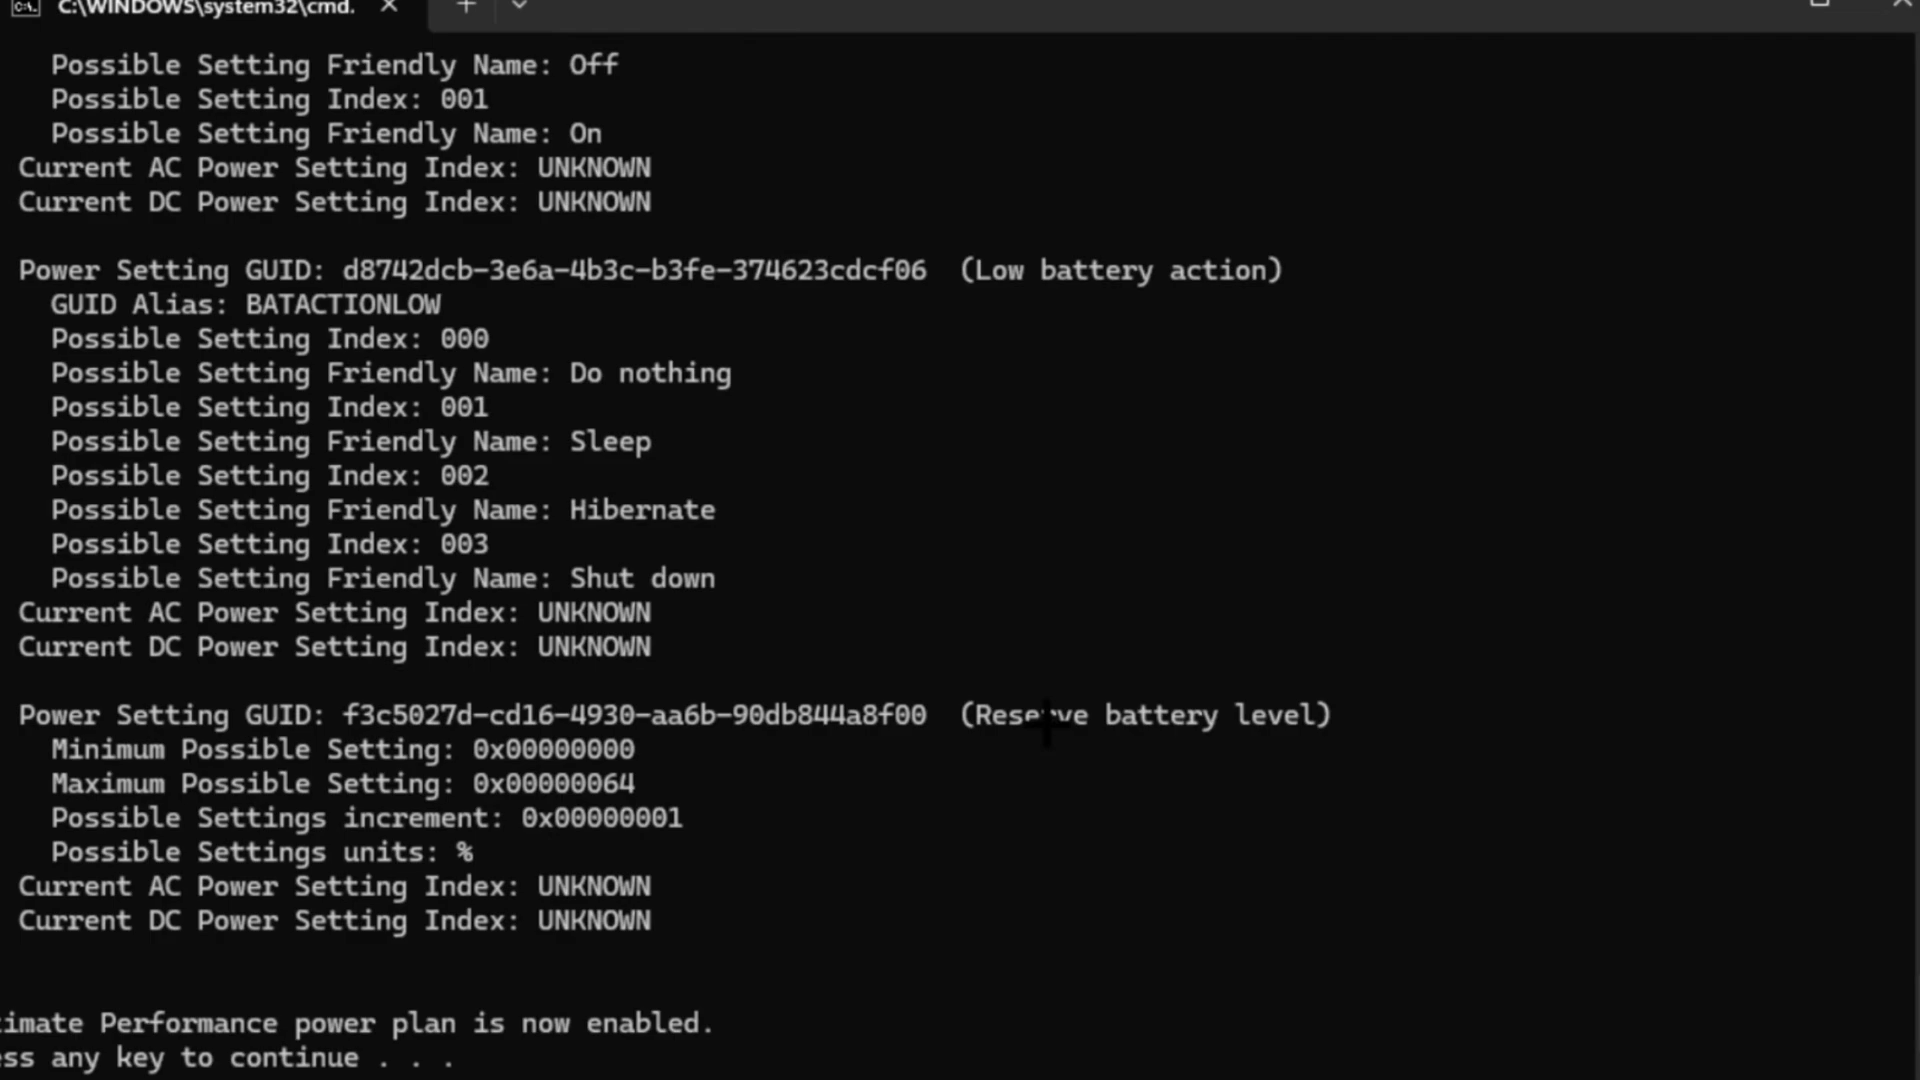 C:\WINDOWS\system32\cmd.
Possible Setting Friendly Name: Off
Possible Setting Index: 001
Possible Setting Friendly Name: On
Current AC Power Setting Index: UNKNOWN
Current DC Power Setting Index: UNKNOWN
Power Setting GUID: d8742dcb-3e6a-4b3c-b3fe-374623cdcf06  (Low battery action)
GUID Alias: BATACTIONLOW
Possible Setting Index: 000
Possible Setting Friendly Name: Do nothing
Possible Setting Index: 001
Possible Setting Friendly Name: Sleep
Possible Setting Index: 002
Possible Setting Friendly Name: Hibernate
Possible Setting Index: 003
Possible Setting Friendly Name: Shut down
Current AC Power Setting Index: UNKNOWN
Current DC Power Setting Index: UNKNOWN
Power Setting GUID: f3c5027d-cd16-4930-aa6b-90db844a8f00  (Reserve battery level)
Minimum Possible Setting: 0x00000000
Maximum Possible Setting: 0x00000064
Possible Settings increment: 0x00000001
Possible Settings units: %
Current AC Power Setting Index: UNKNOWN
Current DC Power Setting Index: UNKNOWN
imate Performance power plan is now enabled.
ess any key to continue . . .